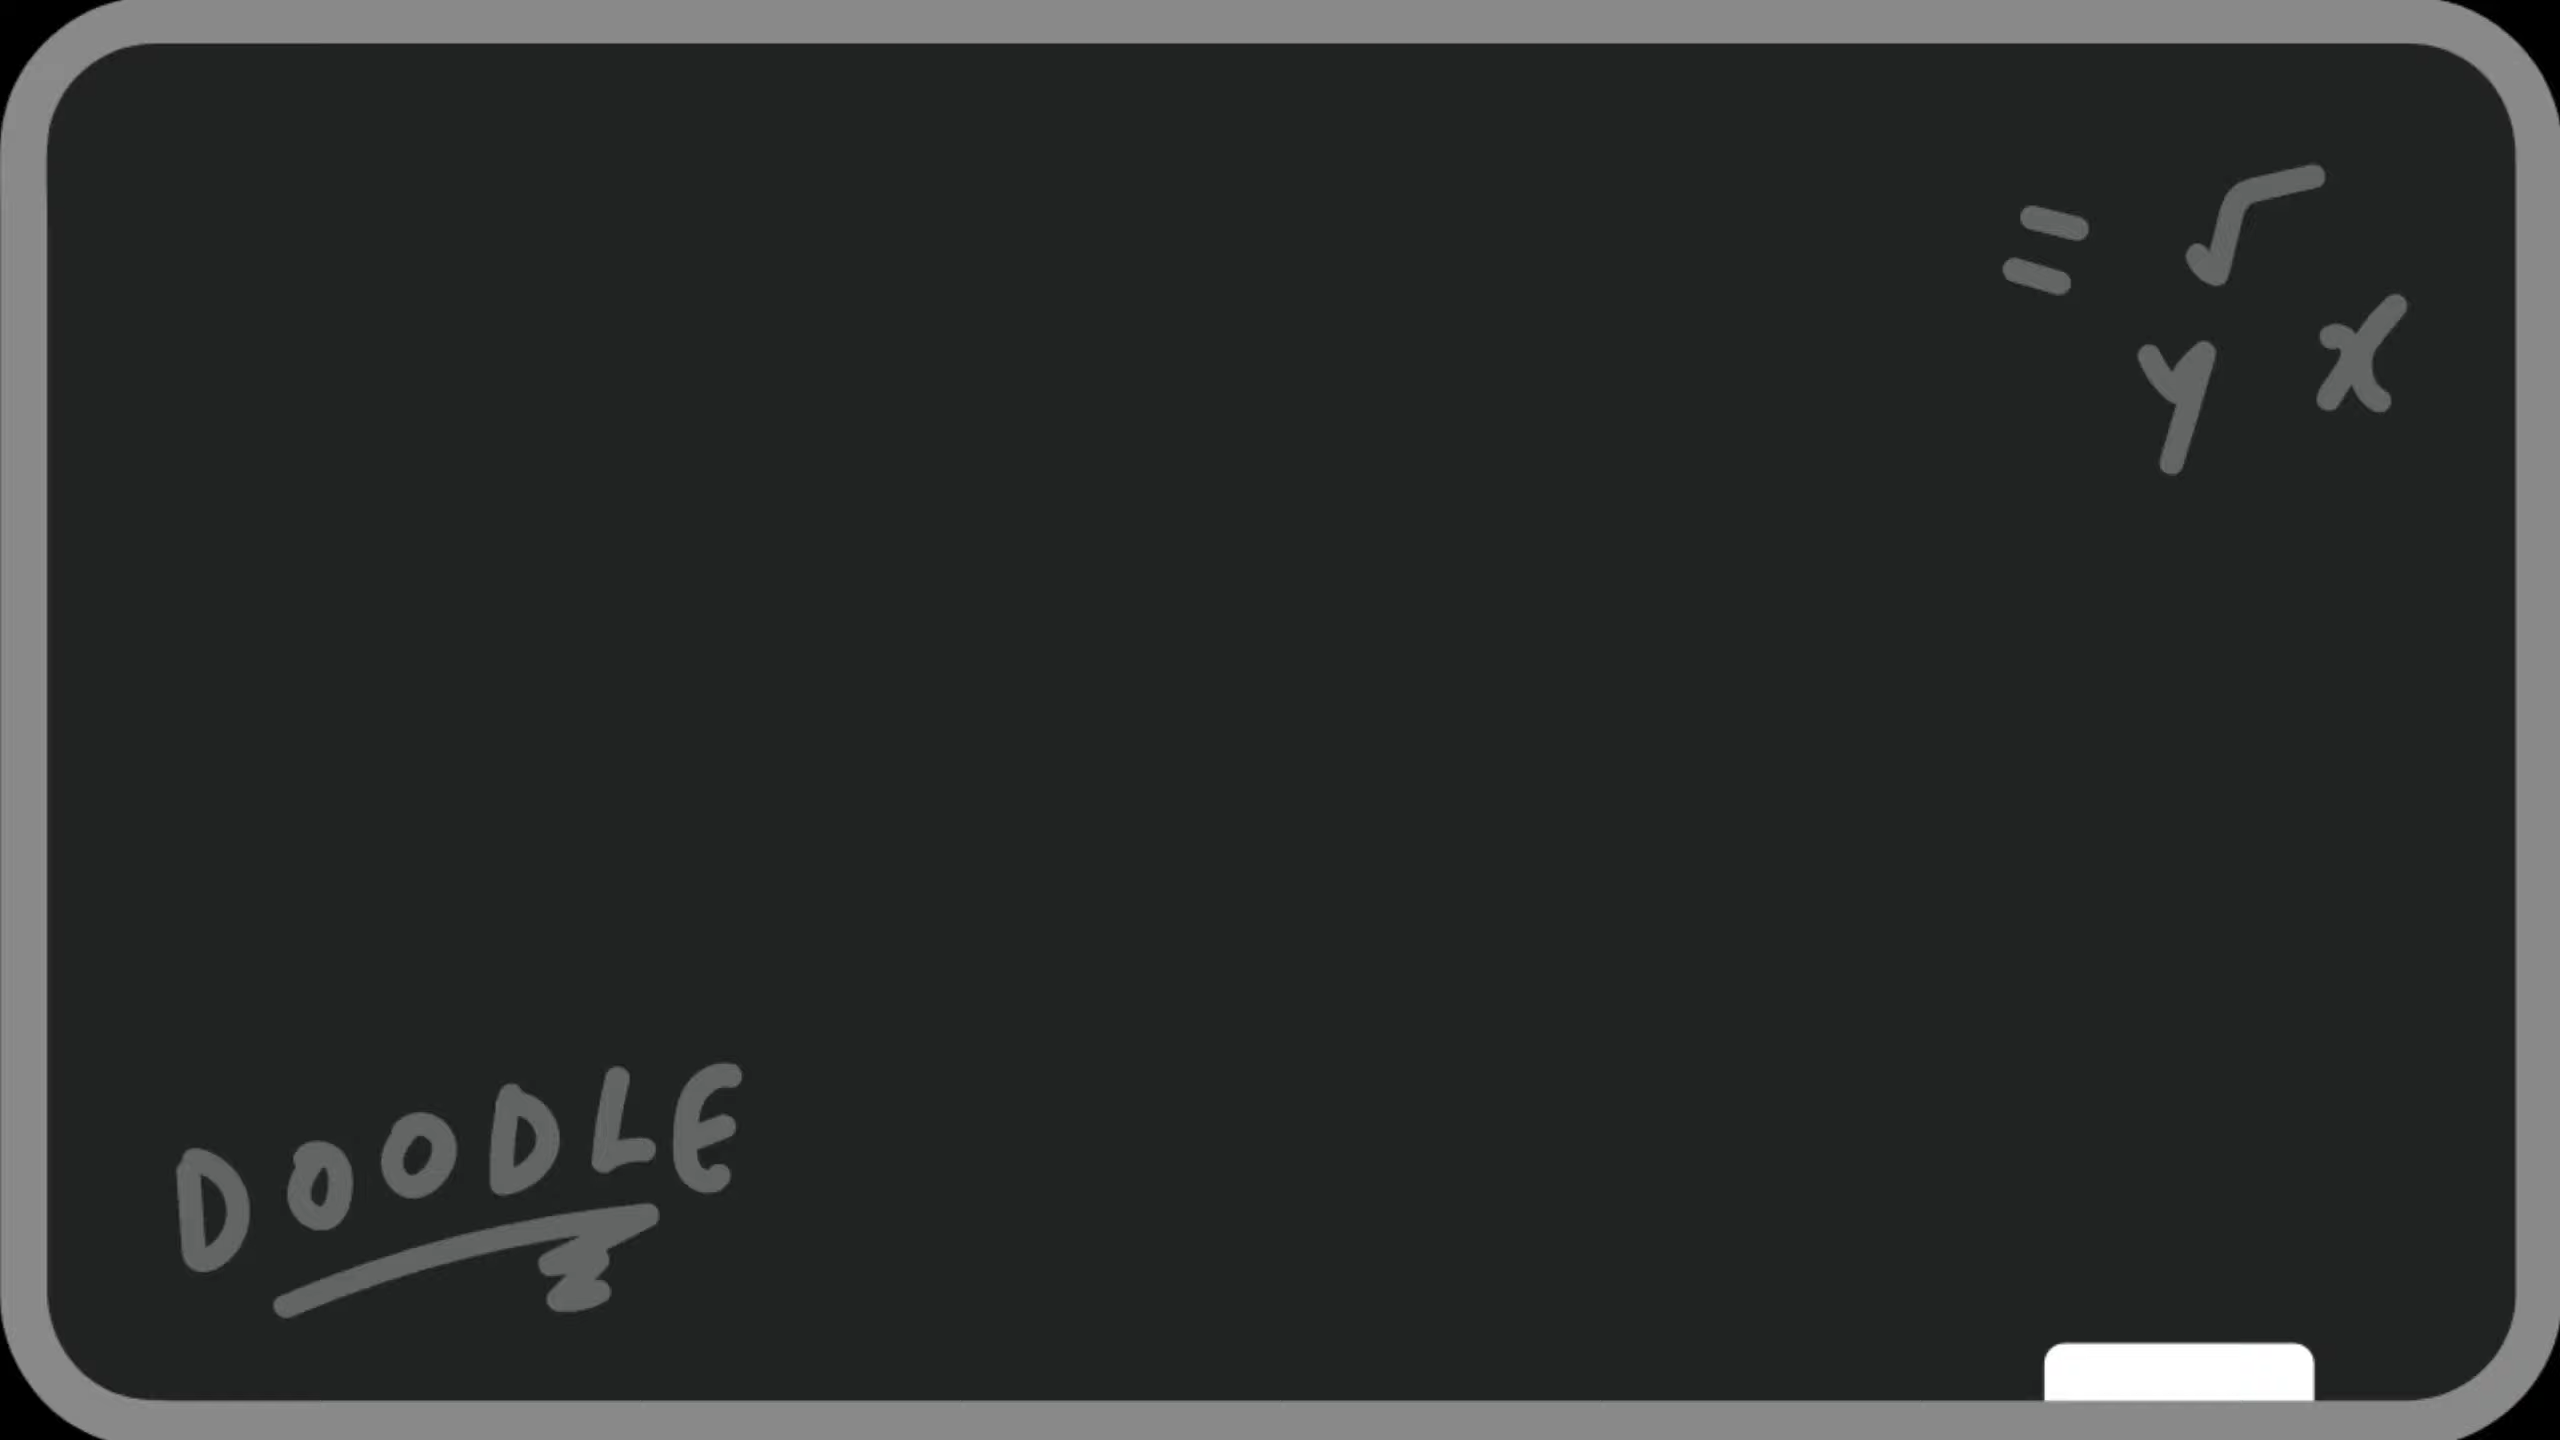 = √
y x
DOODLE